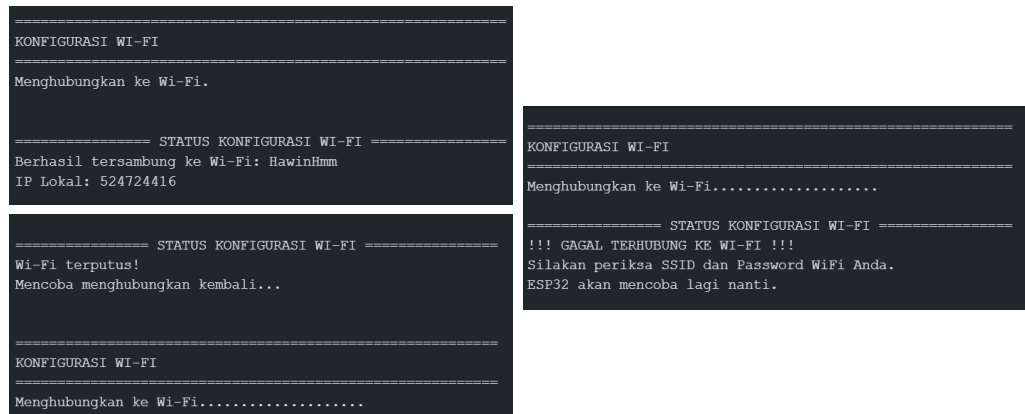 ==========================================================
KONFIGURASI WI-FI
==========================================================
Menghubungkan ke Wi-Fi.
================ STATUS KONFIGURASI WI-FI ================
Berhasil tersambung ke Wi-Fi: HawinHmm
IP Lokal: 524724416
================ STATUS KONFIGURASI WI-FI ================
Wi-Fi terputus!
Mencoba menghubungkan kembali...
==========================================================
KONFIGURASI WI-FI
==========================================================
Menghubungkan ke Wi-Fi....................
==========================================================
KONFIGURASI WI-FI
==========================================================
Menghubungkan ke Wi-Fi....................
================ STATUS KONFIGURASI WI-FI ================
!!! GAGAL TERHUBUNG KE WI-FI !!!
Silakan periksa SSID dan Password WiFi Anda.
ESP32 akan mencoba lagi nanti.